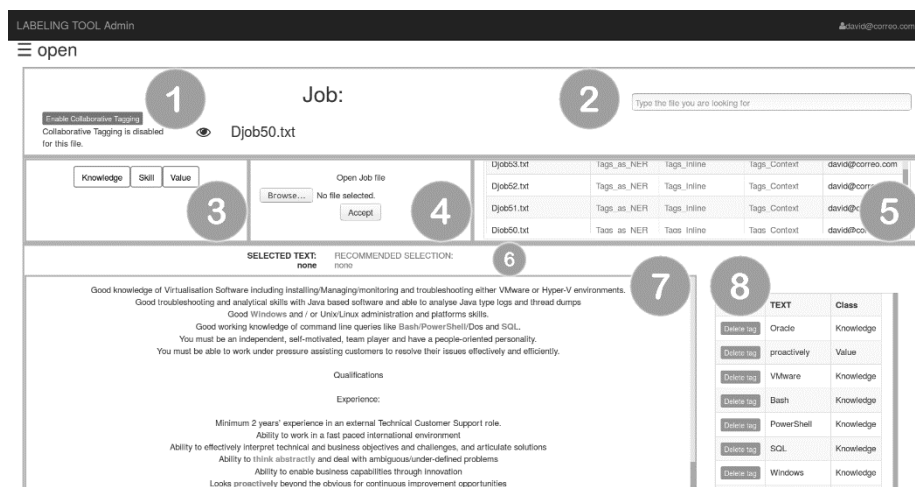 LABELING TOOL Admin
david@correo.com
☰ open
1
2
Job:
Type the file you are looking for
Enable Collaborative Tagging
Collaborative Tagging is disabled
for this file.
Djob50.txt
Knowledge Skill Value
3
Open Job file
Browse... No file selected.
Accept
4
Djob53.txt Tags_as_NER Tags_Inline Tags_Context david@correo.com
Djob52.txt Tags_as_NER Tags_Inline Tags_Context david@corr
Djob51.txt Tags_as_NER Tags_Inline Tags_Context david@c
Djob50.txt Tags_as_NER Tags_Inline Tags_Context david@co
5
SELECTED TEXT: RECOMMENDED SELECTION:
none none
6
7
8
Good knowledge of Virtualisation Software including installing/Managing/monitoring and troubleshooting either VMware or Hyper-V environments.
Good troubleshooting and analytical skills with Java based software and able to analyse Java type logs and thread dumps
Good Windows and / or Unix/Linux administration and platforms skills.
Good working knowledge of command line queries like Bash/PowerShell/Dos and SQL.
You must be an independent, self-motivated, team player and have a people-oriented personality.
You must be able to work under pressure assisting customers to resolve their issues effectively and efficiently.
Qualifications
Experience:
Minimum 2 years' experience in an external Technical Customer Support role.
Ability to work in a fast paced international environment
Ability to effectively interpret technical and business objectives and challenges, and articulate solutions
Ability to think abstractly and deal with ambiguous/under-defined problems
Ability to enable business capabilities through innovation
Looks proactively beyond the obvious for continuous improvement opportunities
TEXT Class
Delete tag Oracle Knowledge
Delete tag proactively Value
Delete tag VMware Knowledge
Delete tag Bash Knowledge
Delete tag PowerShell Knowledge
Delete tag SQL Knowledge
Delete tag Windows Knowledge